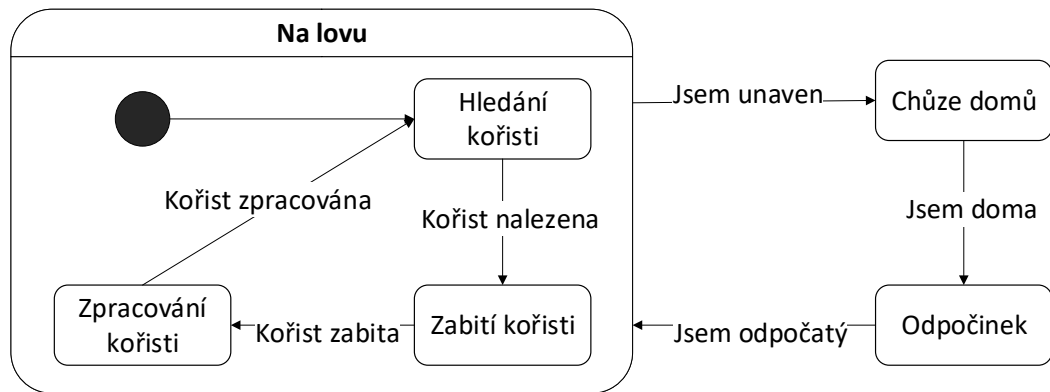 Na lovu
Hledání
kořisti
Jsem unaven
Chůze domů
Kořist zpracována
Kořist nalezena
Jsem doma
Zpracování
kořisti
Kořist zabita
Zabití kořisti
Jsem odpočatý
Odpočinek